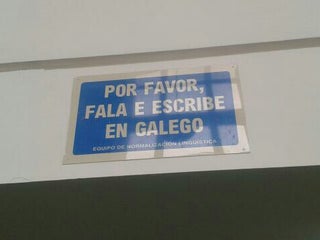 POR FAVOR,
FALA E ESCRIBE
EN GALEGO
EQUIPO DE NORMALIZACIÓN LINGÜÍSTICA